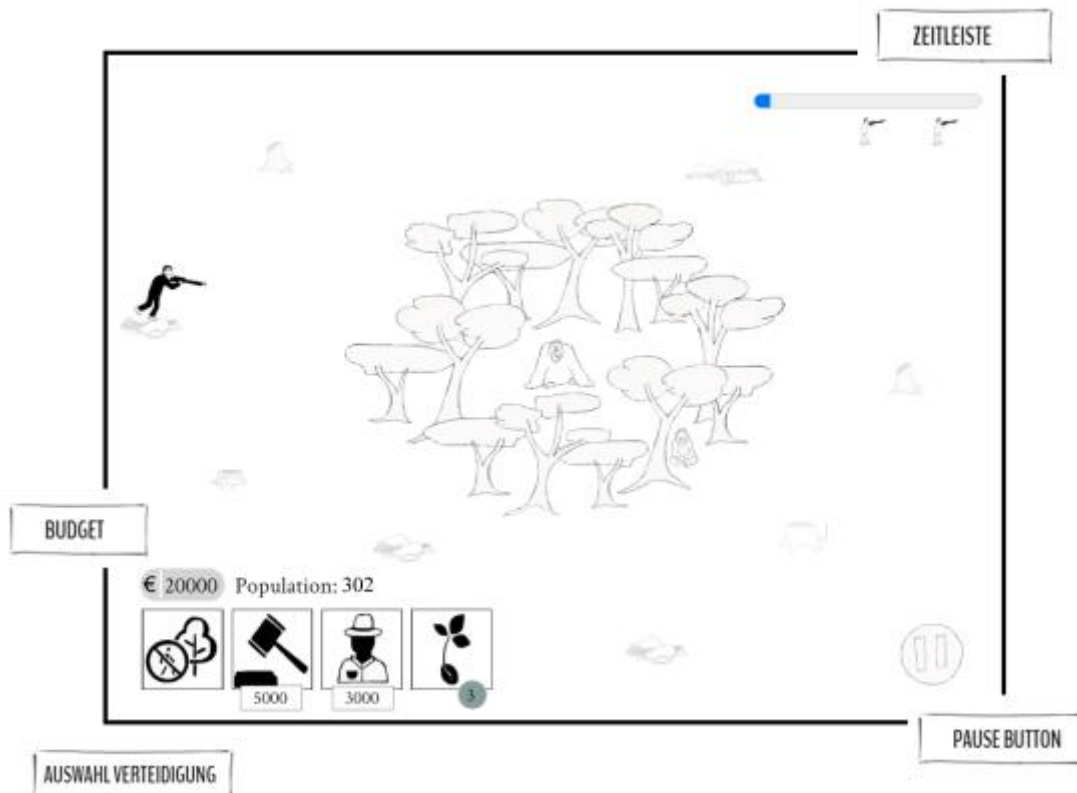 ZEITLEISTE
BUDGET
€ 20000 Population: 302
5000 3000 3
PAUSE BUTTON
AUSWAHL VERTEIDIGUNG